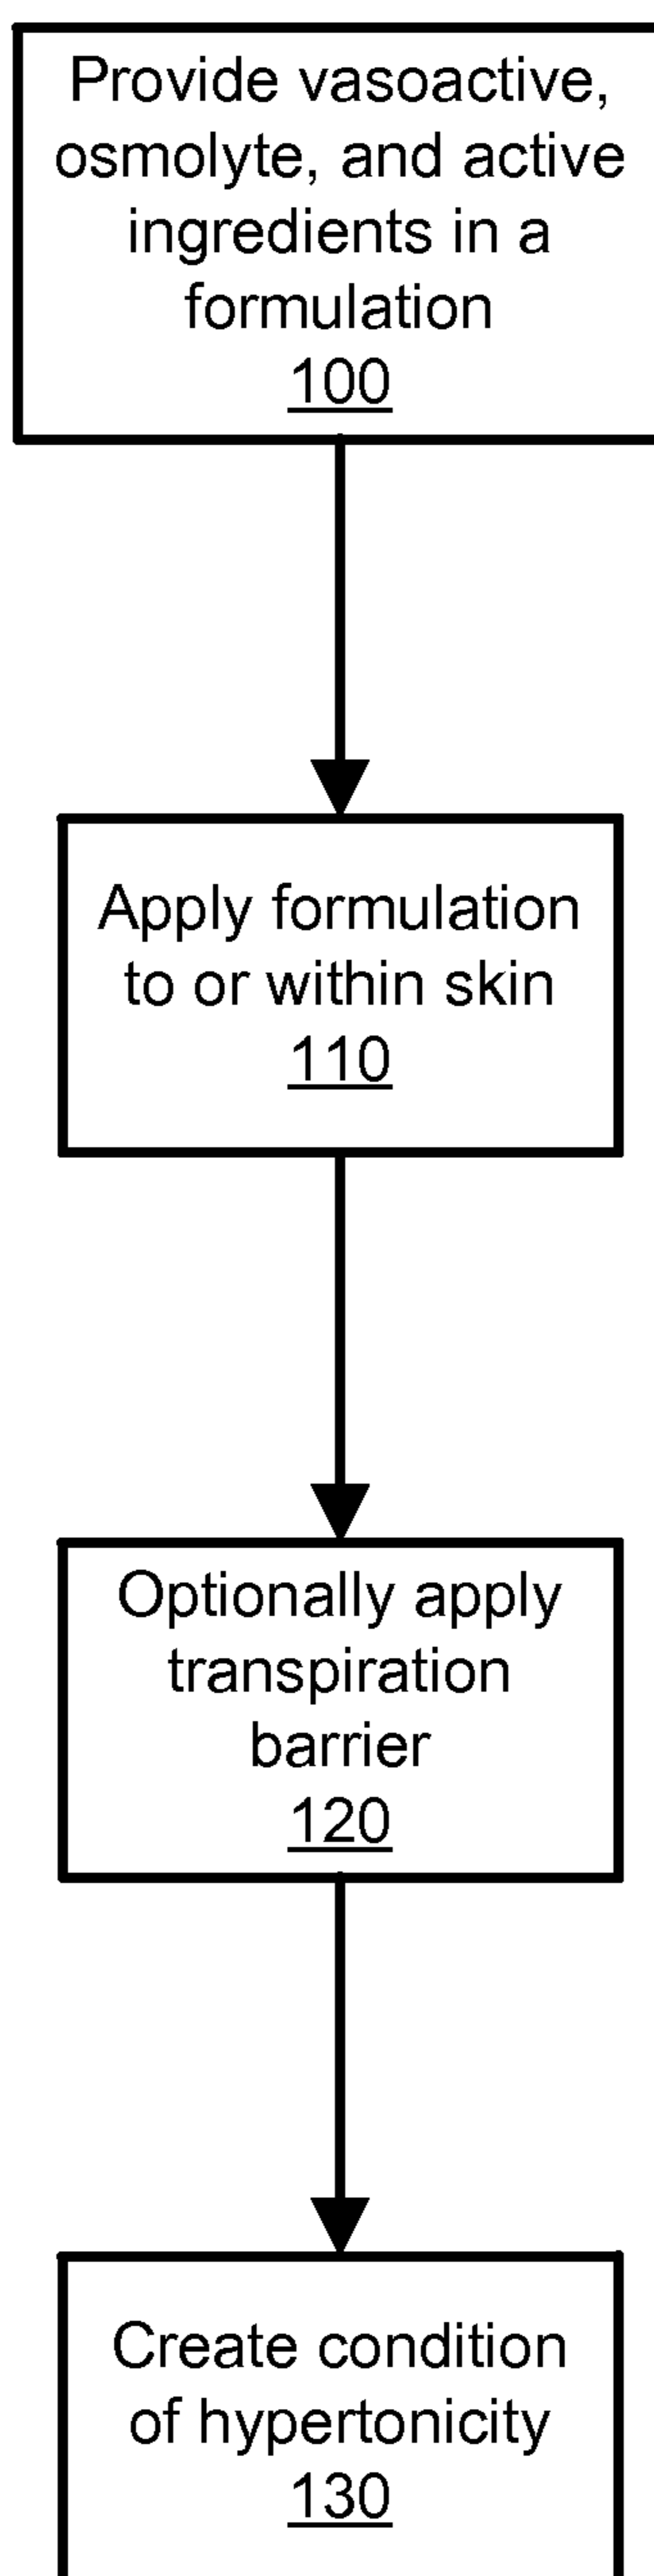 Provide vasoactive,
osmolyte, and active
ingredients in a
formulation
100
Apply formulation
to or within skin
110
Optionally apply
transpiration
barrier
120
Create condition
of hypertonicity
130